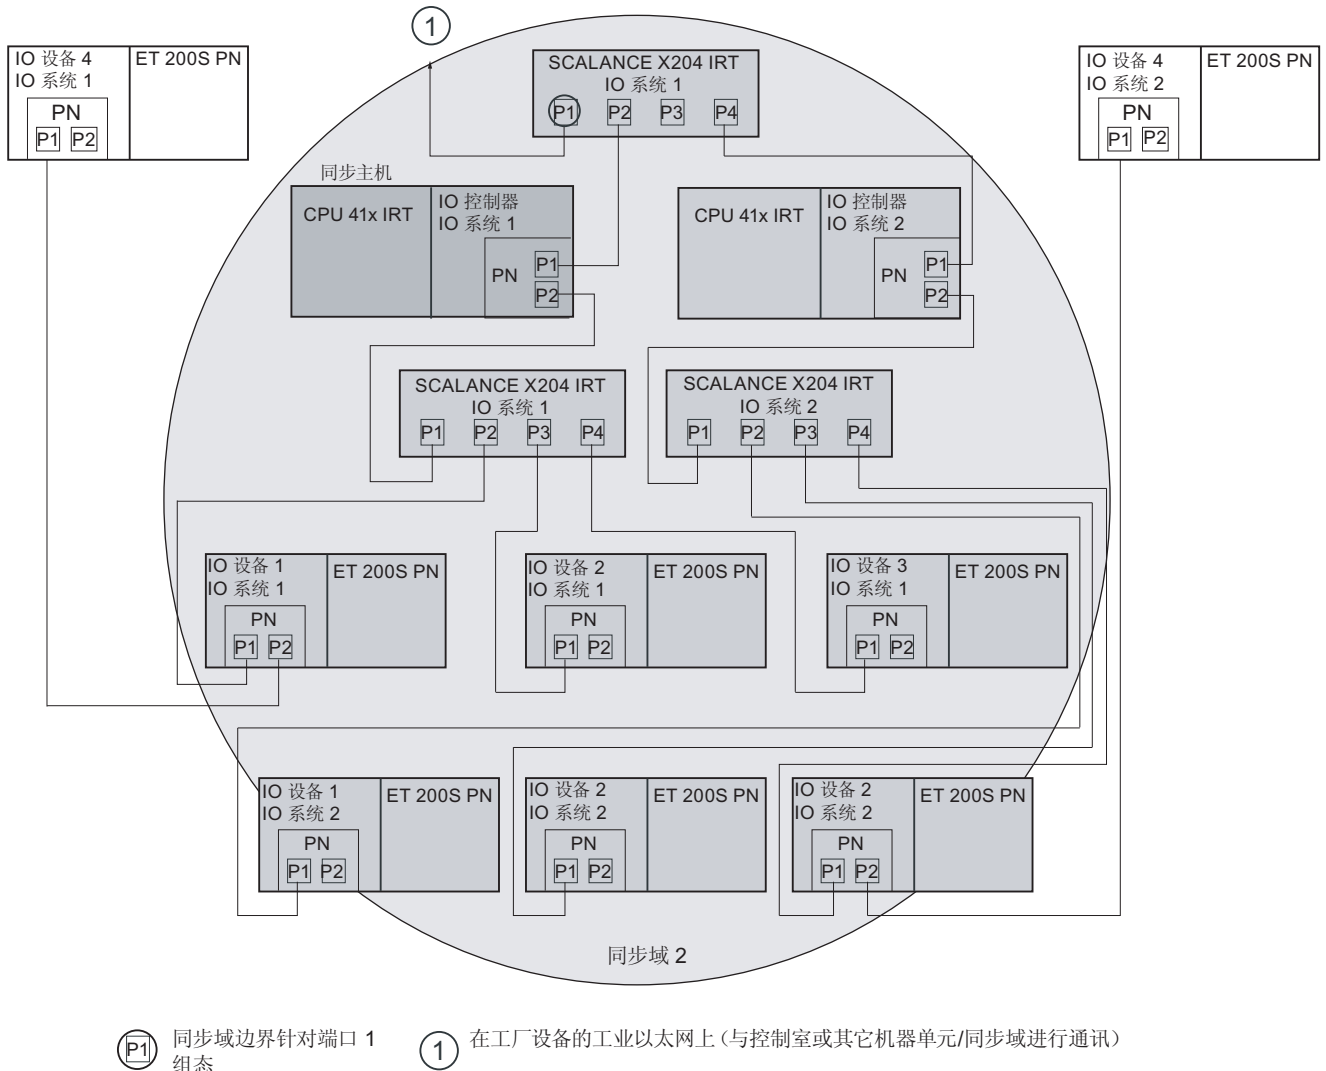 1
IO 设备 4
IO 系统 1
ET 200S PN
PN
P1 P2
SCALANCE X204 IRT
IO 系统 1
P1 P2 P3 P4
IO 设备 4
IO 系统 2
ET 200S PN
PN
P1 P2
同步主机
CPU 41x IRT
IO 控制器
IO 系统 1
PN
P1
P2
CPU 41x IRT
IO 控制器
IO 系统 2
PN
P1
P2
SCALANCE X204 IRT
IO 系统 1
P1 P2 P3 P4
SCALANCE X204 IRT
IO 系统 2
P1 P2 P3 P4
IO 设备 1
IO 系统 1
ET 200S PN
PN
P1 P2
IO 设备 2
IO 系统 1
ET 200S PN
PN
P1 P2
IO 设备 3
IO 系统 1
ET 200S PN
PN
P1 P2
IO 设备 1
IO 系统 2
ET 200S PN
PN
P1 P2
IO 设备 2
IO 系统 2
ET 200S PN
PN
P1 P2
IO 设备 2
IO 系统 2
ET 200S PN
PN
P1 P2
同步域 2
P1 同步域边界针对端口 1
组态
1 在工厂设备的工业以太网上（与控制室或其它机器单元/同步域进行通讯）